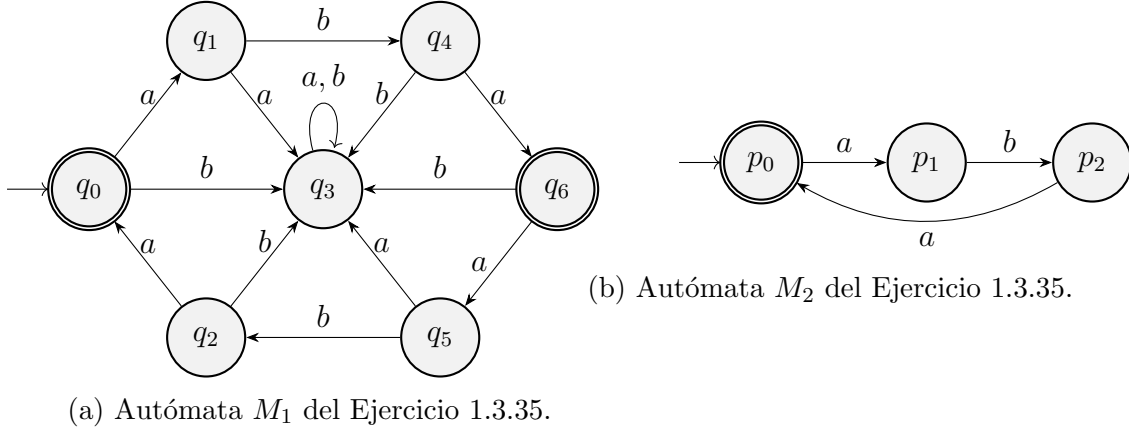 b
q₁
q₄
a, b
a
a
b
a
q₀
b
q₃
b
q₆
a
b
a
a
q₂
b
q₅
(a) Autómata M₁ del Ejercicio 1.3.35.
p₀
a
p₁
b
p₂
a
(b) Autómata M₂ del Ejercicio 1.3.35.